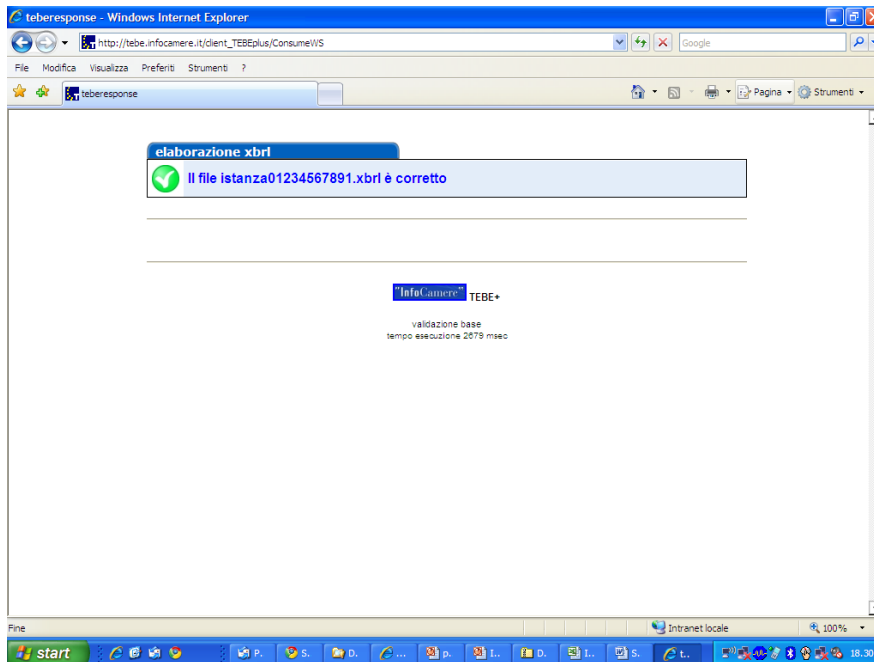 teberesponse - Windows Internet Explorer
http://tebe.infocamere.it/client_TEBEplus/ConsumeWS
Google
File Modifica Visualizza Preferiti Strumenti ?
teberesponse
Pagina
Strumenti
elaborazione xbrl
Il file istanza01234567891.xbrl è corretto
"InfoCamere" TEBE+
validazione base
tempo esecuzione 2679 msec
Fine
Intranet locale
100%
start
P.
S.
D.
...
p.
I..
D.
I..
S.
t..
18.30